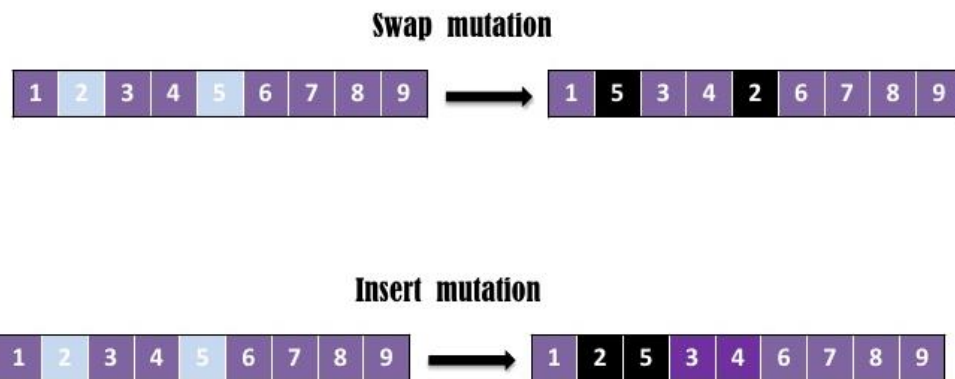 Swap mutation
1 2 3 4 5 6 7 8 9 1 5 3 4 2 6 7 8 9
Insert mutation
1 2 3 4 5 6 7 8 9 1 2 5 3 4 6 7 8 9